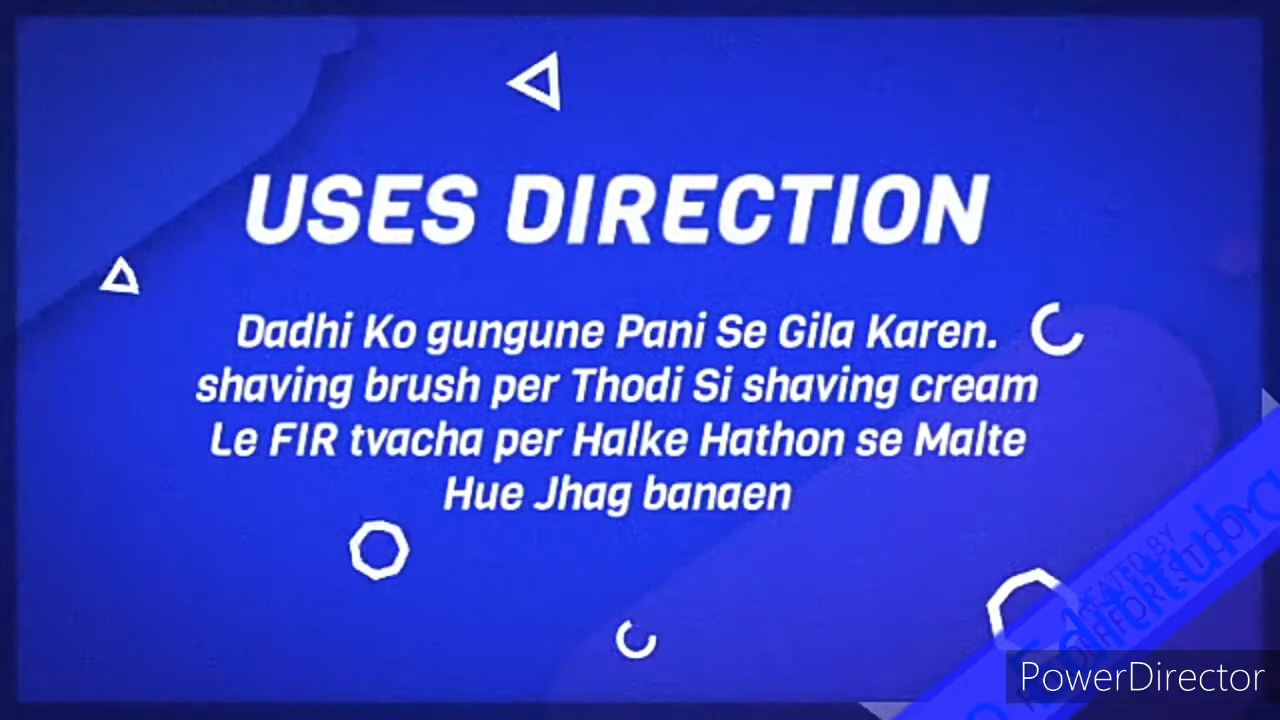 USES DIRECTION
Dadhi Ko gungune Pani Se Gila Karen.
shaving brush per Thodi Si shaving cream
Le FIR tvacha per Halke Hathon se Malte
Hue Jhag banaen
PowerDirector